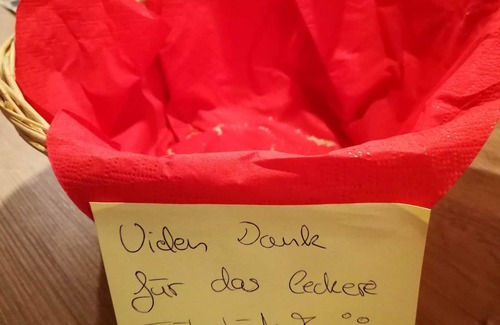 Vielen Dank
für das leckere